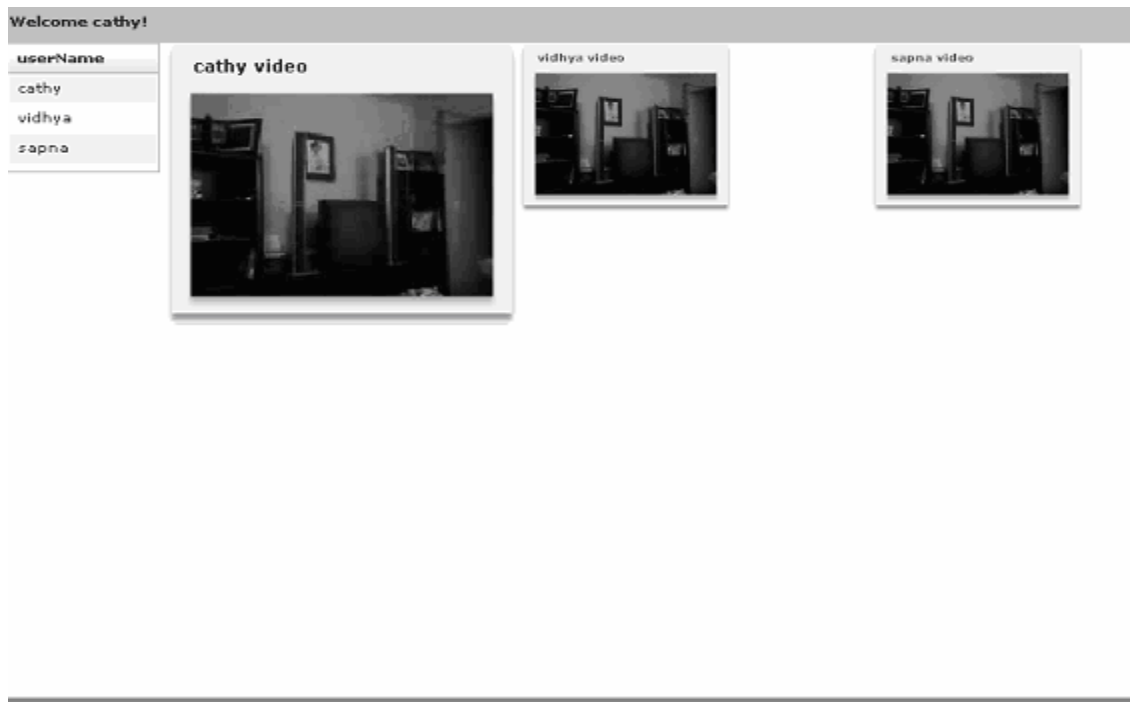 Welcome cathy!
userName
cathy
vidhya
sapna
cathy video
vidhya video
sapna video